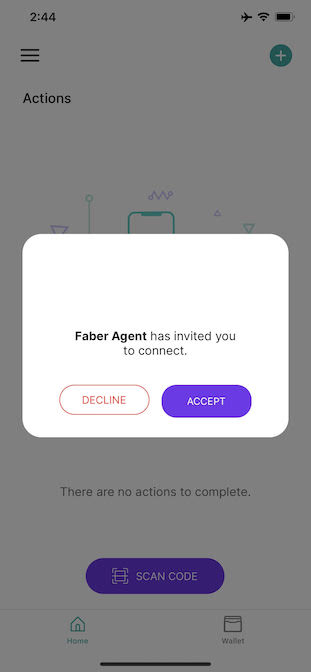 2:44
Actions
Faber Agent has invited you
to connect.
DECLINE
ACCEPT
There are no actions to complete.
SCAN CODE
Home
Wallet